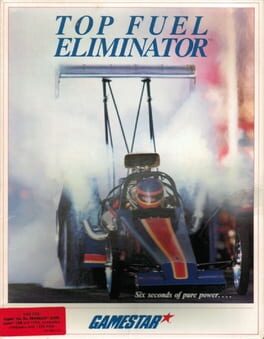 TOP FUEL
ELIMINATOR
Six seconds of pure power. . . .
GAMESTAR